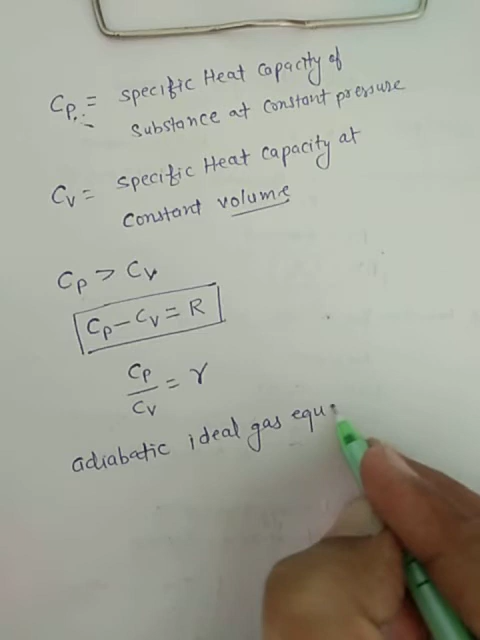 Cp = specific Heat capacity of
substance at constant pressure
Cv = specific Heat capacity at
constant volume
Cp > Cv
Cp - Cv = R
Cp/Cv = γ
adiabatic ideal gas equ